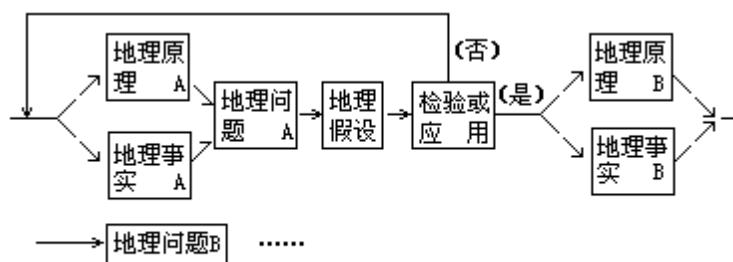 (否)
地理原
理 A
地理问
题 A
地理
假设
检验或
应 用
(是)
地理原
理 B
地理事
实 A
地理事
实 B
地理问题B ……